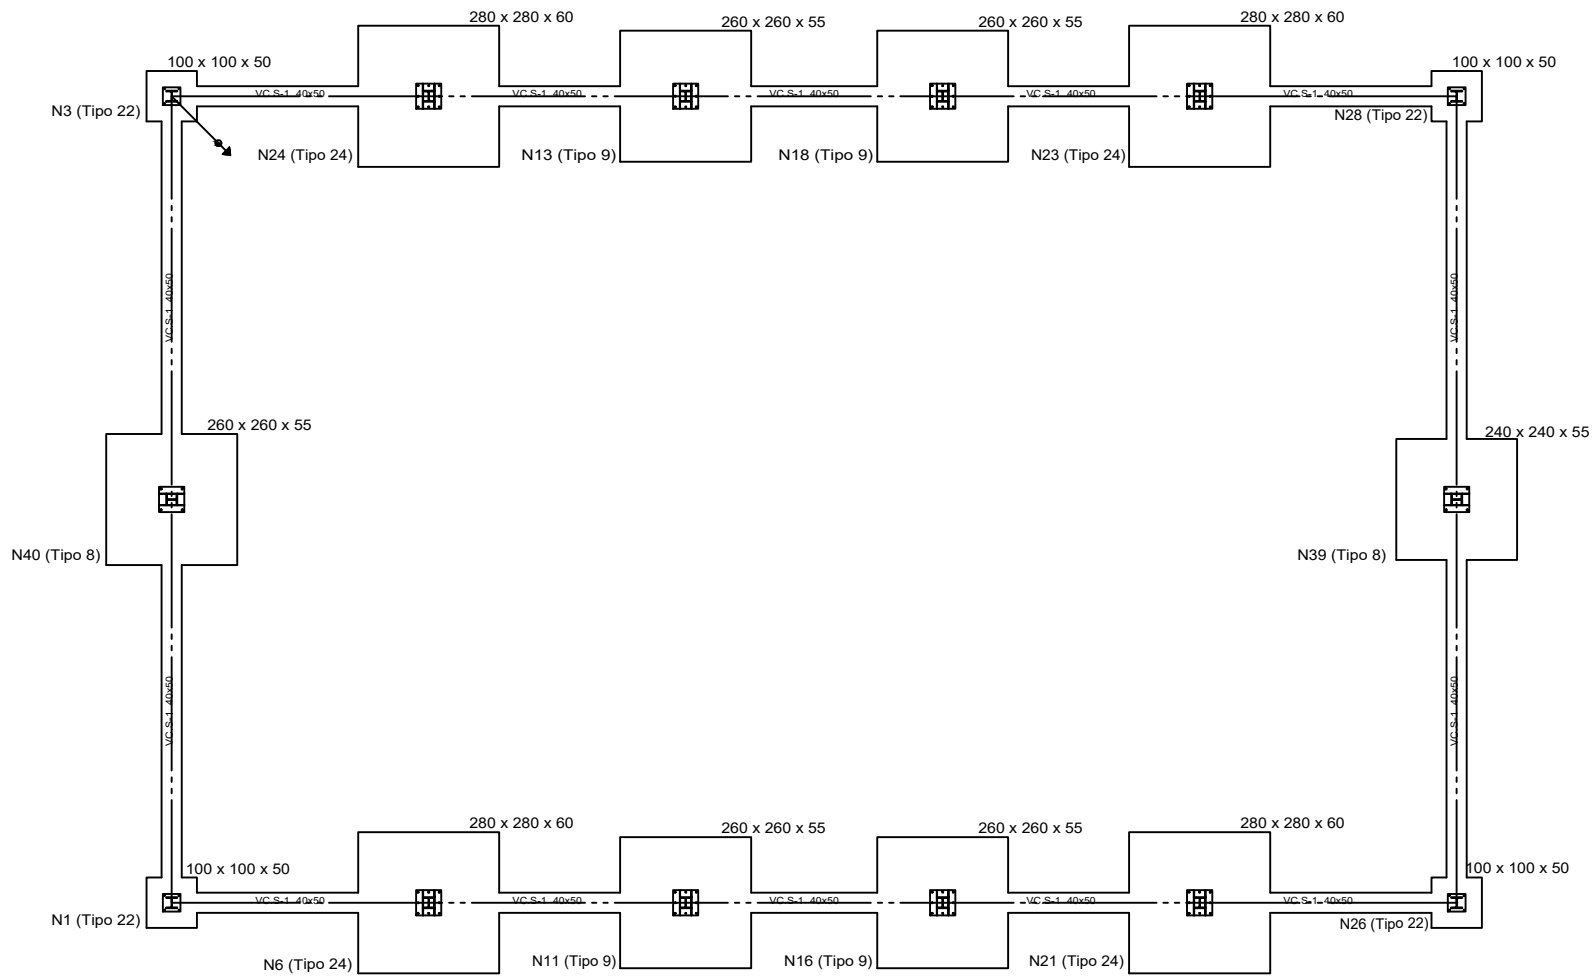 280 x 280 x 60
260 x 260 x 55
260 x 260 x 55
280 x 280 x 60
100 x 100 x 50
100 x 100 x 50
VC.S-1 40x50
VC.S-1 40x50
VC.S-1 40x50
VC.S-1 40x50
VC.S-1 40x50
N3 (Tipo 22)
N28 (Tipo 22)
N24 (Tipo 24)
N13 (Tipo 9)
N18 (Tipo 9)
N23 (Tipo 24)
VC.S-1 40x50
VC.S-1 40x50
260 x 260 x 55
240 x 240 x 55
N40 (Tipo 8)
N39 (Tipo 8)
VC.S-1 40x50
VC.S-1 40x50
280 x 280 x 60
260 x 260 x 55
260 x 260 x 55
280 x 280 x 60
100 x 100 x 50
100 x 100 x 50
VC.S-1 40x50
VC.S-1 40x50
VC.S-1 40x50
VC.S-1 40x50
VC.S-1 40x50
N1 (Tipo 22)
N26 (Tipo 22)
N6 (Tipo 24)
N11 (Tipo 9)
N16 (Tipo 9)
N21 (Tipo 24)